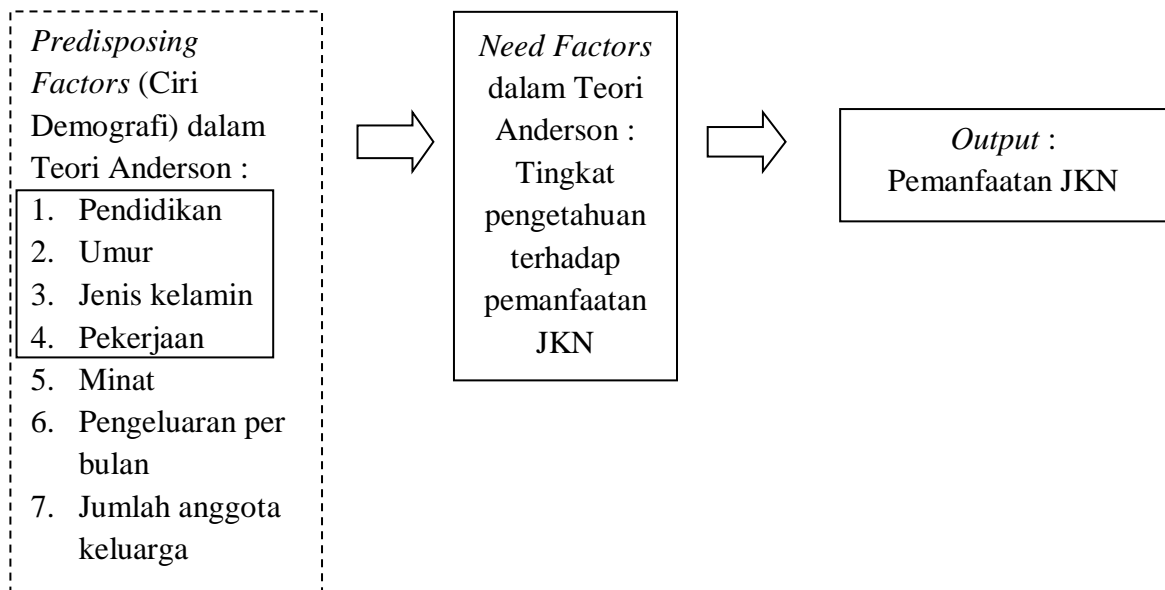 Predisposing
Factors (Ciri
Demografi) dalam
Teori Anderson :
1. Pendidikan
2. Umur
3. Jenis kelamin
4. Pekerjaan
5. Minat
6. Pengeluaran per
bulan
7. Jumlah anggota
keluarga
Need Factors
dalam Teori
Anderson :
Tingkat
pengetahuan
terhadap
pemanfaatan
JKN
Output :
Pemanfaatan JKN